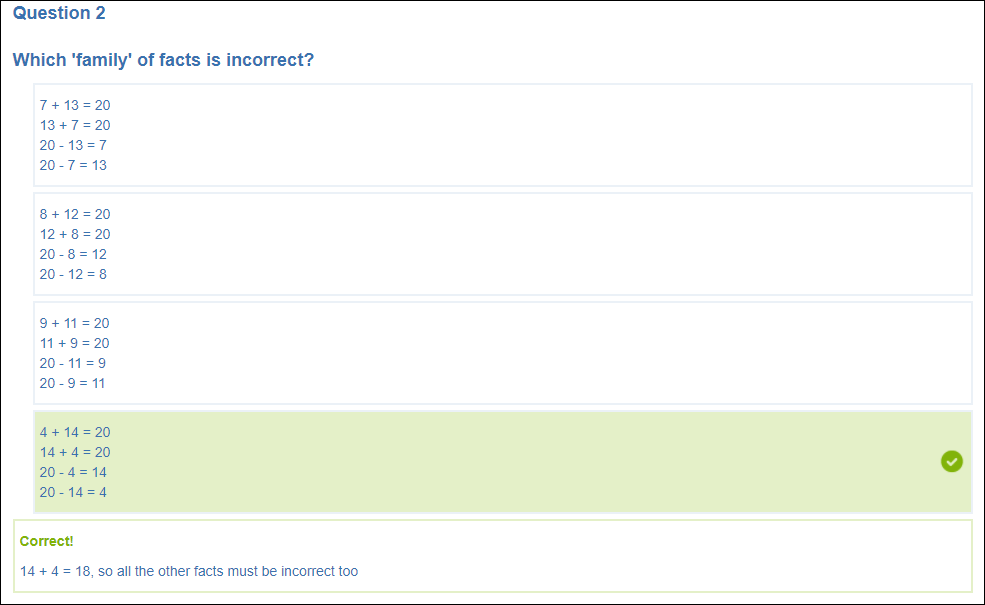 Question 2
Which 'family' of facts is incorrect?
7 + 13 = 20
13 + 7 = 20
20 - 13 = 7
20 - 7 = 13
8 + 12 = 20
12 + 8 = 20
20 - 8 = 12
20 - 12 = 8
9 + 11 = 20
11 + 9 = 20
20 - 11 = 9
20 - 9 = 11
4 + 14 = 20
14 + 4 = 20
20 - 4 = 14
20 - 14 = 4
Correct!
14 + 4 = 18, so all the other facts must be incorrect too